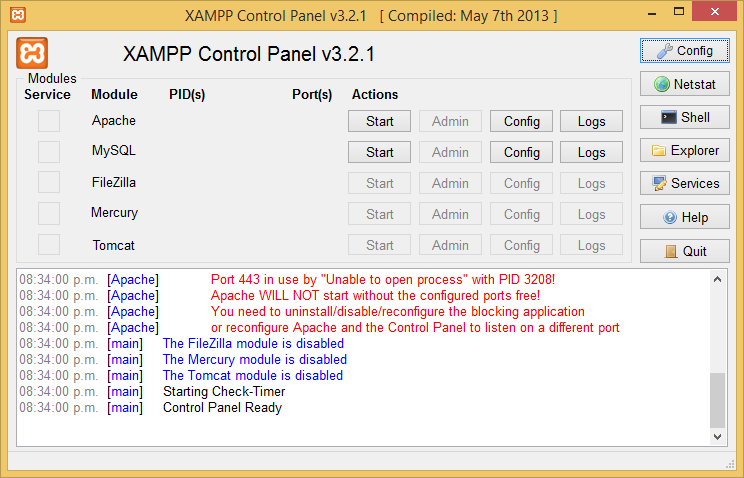 XAMPP Control Panel v3.2.1 [ Compiled: May 7th 2013 ]
XAMPP Control Panel v3.2.1
Config
Modules
Netstat
Service Module PID(s) Port(s) Actions
Apache Start Admin Config Logs
Shell
MySQL Start Admin Config Logs
Explorer
FileZilla Start Admin Config Logs
Services
Mercury Start Admin Config Logs
Help
Tomcat Start Admin Config Logs
Quit
08:34:00 p.m. [Apache] Port 443 in use by "Unable to open process" with PID 3208!
08:34:00 p.m. [Apache] Apache WILL NOT start without the configured ports free!
08:34:00 p.m. [Apache] You need to uninstall/disable/reconfigure the blocking application
08:34:00 p.m. [Apache] or reconfigure Apache and the Control Panel to listen on a different port
08:34:00 p.m. [main] The FileZilla module is disabled
08:34:00 p.m. [main] The Mercury module is disabled
08:34:00 p.m. [main] The Tomcat module is disabled
08:34:00 p.m. [main] Starting Check-Timer
08:34:00 p.m. [main] Control Panel Ready